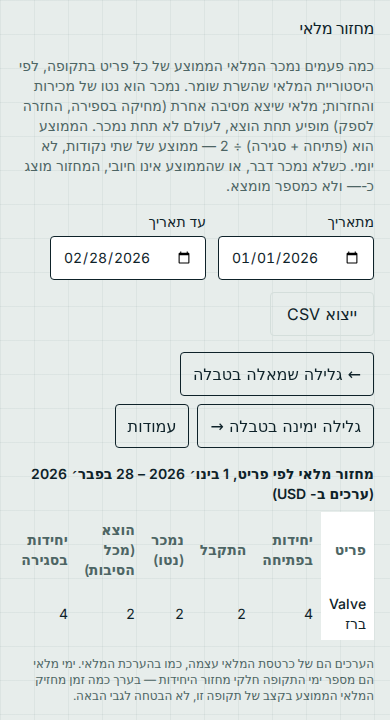 מחזור מלאי
כמה פעמים נמכר המלאי הממוצע של כל פריט בתקופה, לפי
היסטוריית המלאי שהשרת שומר. נמכר הוא נטו של מכירות
והחזרות; מלאי שיצא מסיבה אחרת (מחיקה בספירה, החזרה
לספק) מופיע תחת הוצא, לעולם לא תחת נמכר. הממוצע
הוא (פתיחה + סגירה) ÷ 2 — ממוצע של שתי נקודות, לא
יומי. כשלא נמכר דבר, או שהממוצע אינו חיובי, המחזור מוצג
כ-— ולא כמספר מומצא.
מתאריך
עד תאריך
01/01/2026
02/28/2026
ייצוא CSV
← גלילה שמאלה בטבלה
גלילה ימינה בטבלה →
עמודות
מחזור מלאי לפי פריט, 1 בינו׳ 2026 – 28 בפבר׳ 2026
(ערכים ב- USD)
פריט
יחידות
בפתיחה
התקבל
נמכר
(נטו)
הוצא
(מכל
הסיבות)
יחידות
בסגירה
Valve
ברז
4
2
2
2
4
הערכים הם של כרטסת המלאי עצמה, כמו בהערכת המלאי. ימי מלאי
הם מספר ימי התקופה חלקי מחזור היחידות — בערך כמה זמן מחזיק
המלאי הממוצע בקצב של תקופה זו, לא הבטחה לגבי הבאה.